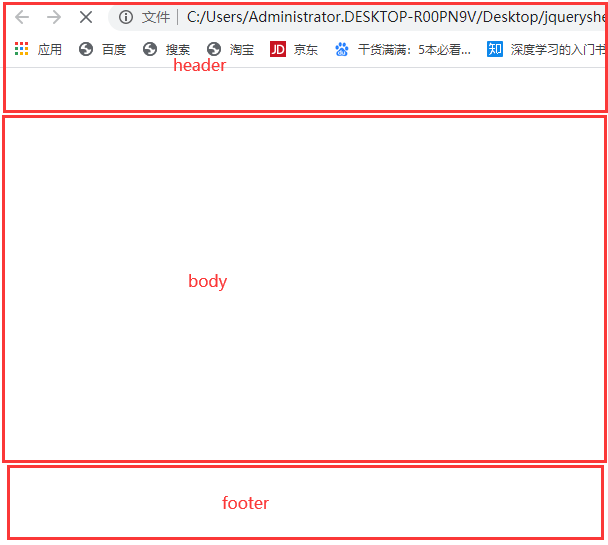 文件 C:/Users/Administrator.DESKTOP-R00PN9V/Desktop/jqueryshe
应用 百度 搜索 淘宝 JD 京东 干货满满：5本必看... 知 深度学习的入门书
header
body
footer